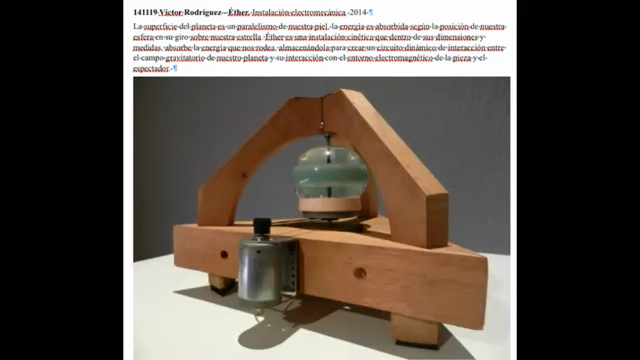 141119-Víctor Rodríguez--Éther. Instalación electromecánica. 2014 ¶
La superficie del planeta es un paralelismo de nuestra piel, la energía es absorbida según la posición de nuestra
esfera en su giro sobre nuestra estrella. Éther es una instalación cinética que dentro de sus dimensiones y
medidas, absorbe la energía que nos rodea, almacenándola para crear un circuito dinámico de interacción entre
el campo gravitatorio de nuestro planeta y su interacción con el entorno electromagnético de la pieza y el
espectador. ¶